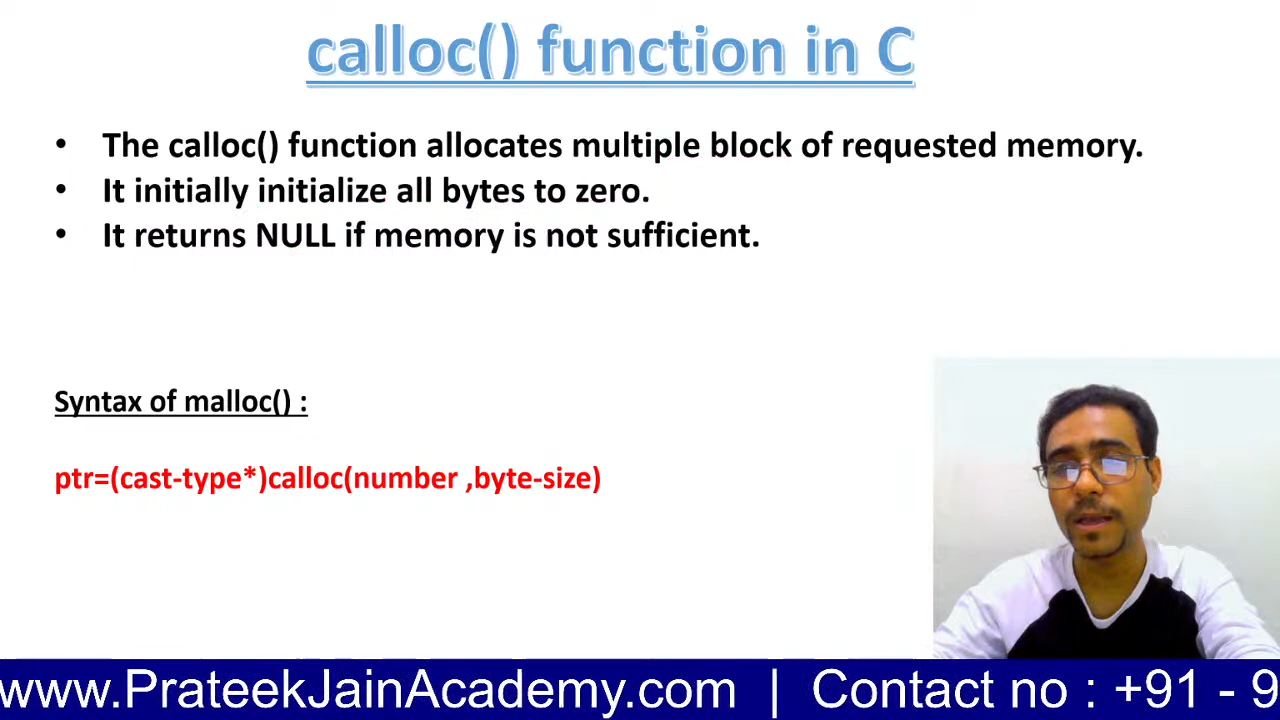 calloc() function in C
• The calloc() function allocates multiple block of requested memory.
• It initially initialize all bytes to zero.
• It returns NULL if memory is not sufficient.
Syntax of malloc() :
ptr=(cast-type*)calloc(number ,byte-size)
www.PrateekJainAcademy.com | Contact no : +91 - 9